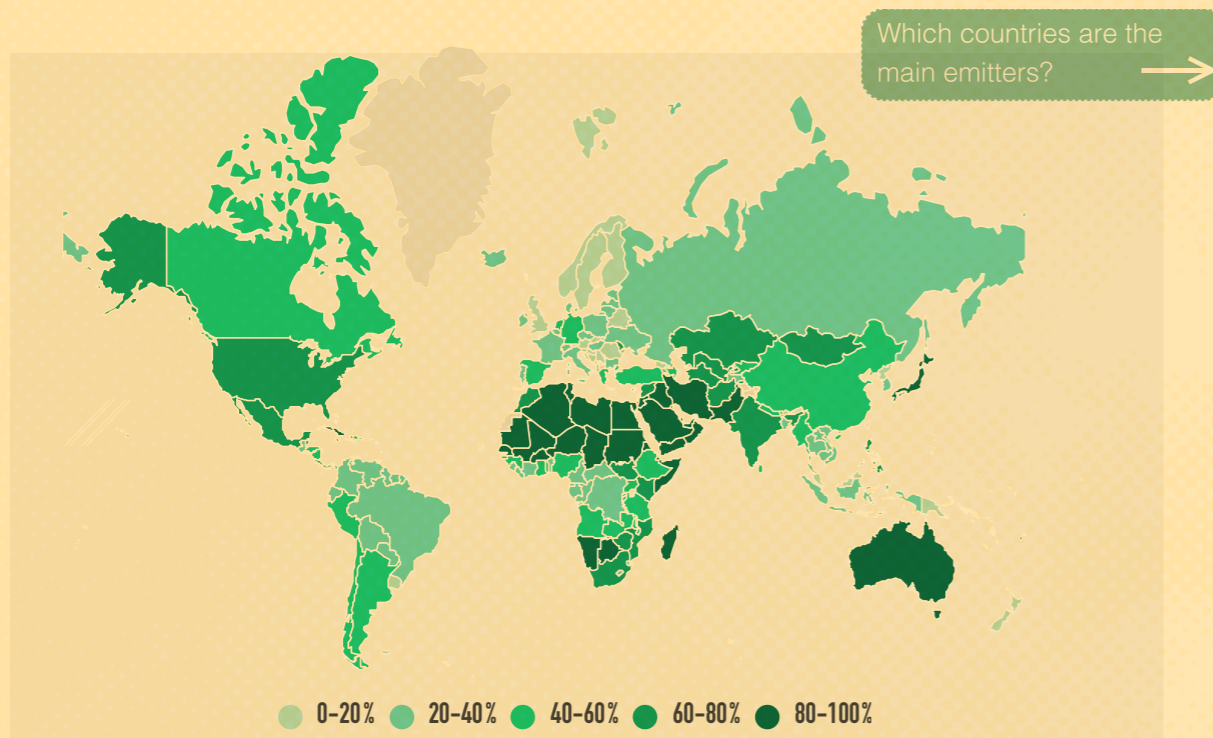 Which countries are the
main emitters?
0–20% 20–40% 40–60% 60–80% 80–100%